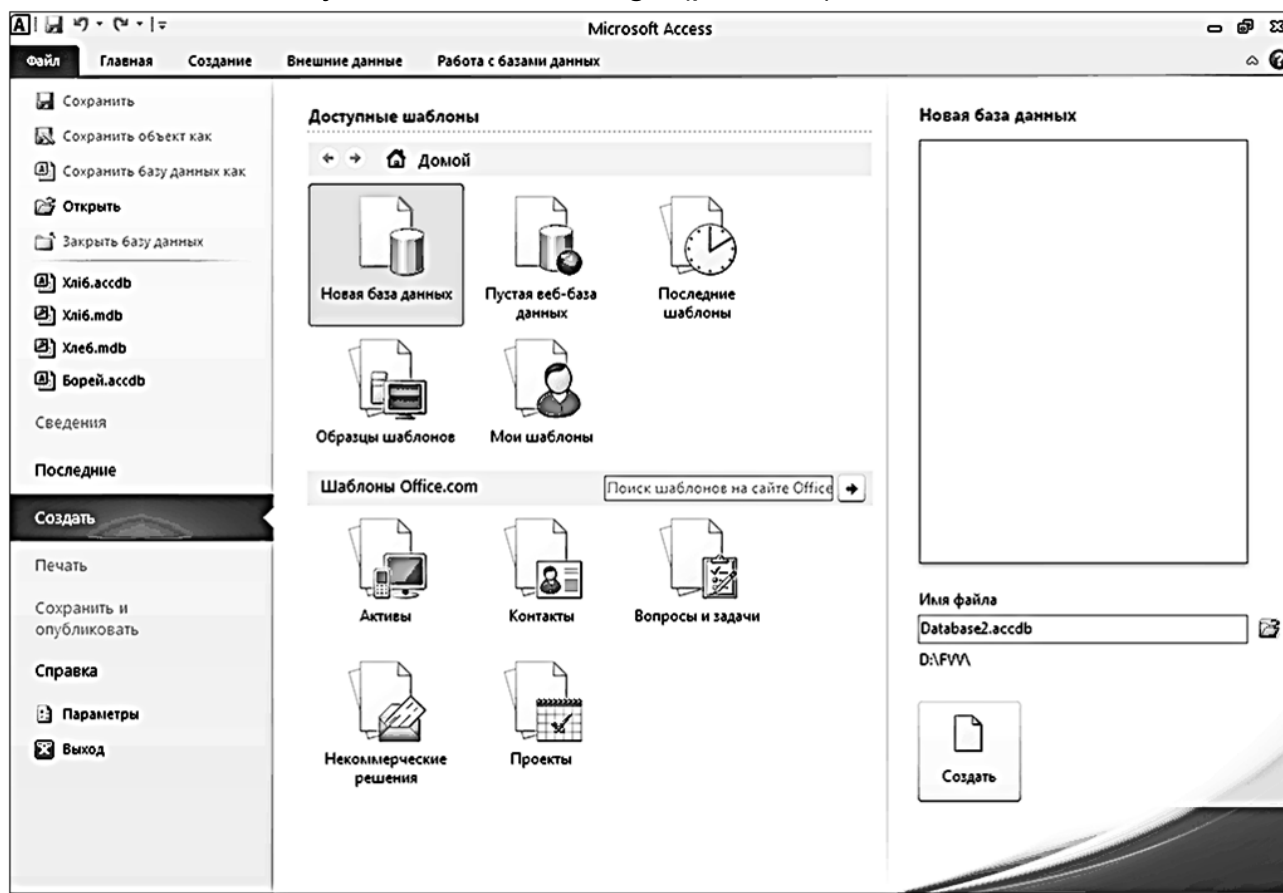 Microsoft Access
Файл Главная Создание Внешние данные Работа с базами данных
Сохранить
Сохранить объект как
Сохранить базу данных как
Открыть
Закрыть базу данных
Хліб.accdb
Хліб.mdb
Хлеб.mdb
Борей.accdb
Сведения
Последние
Создать
Печать
Сохранить и
опубликовать
Справка
Параметры
Выход
Доступные шаблоны
Домой
Новая база данных
Пустая веб-база
данных
Последние
шаблоны
Образцы шаблонов
Мои шаблоны
Шаблоны Office.com
Поиск шаблонов на сайте Office
Активы
Контакты
Вопросы и задачи
Некоммерческие
решения
Проекты
Новая база данных
Имя файла
Database2.accdb
Создать